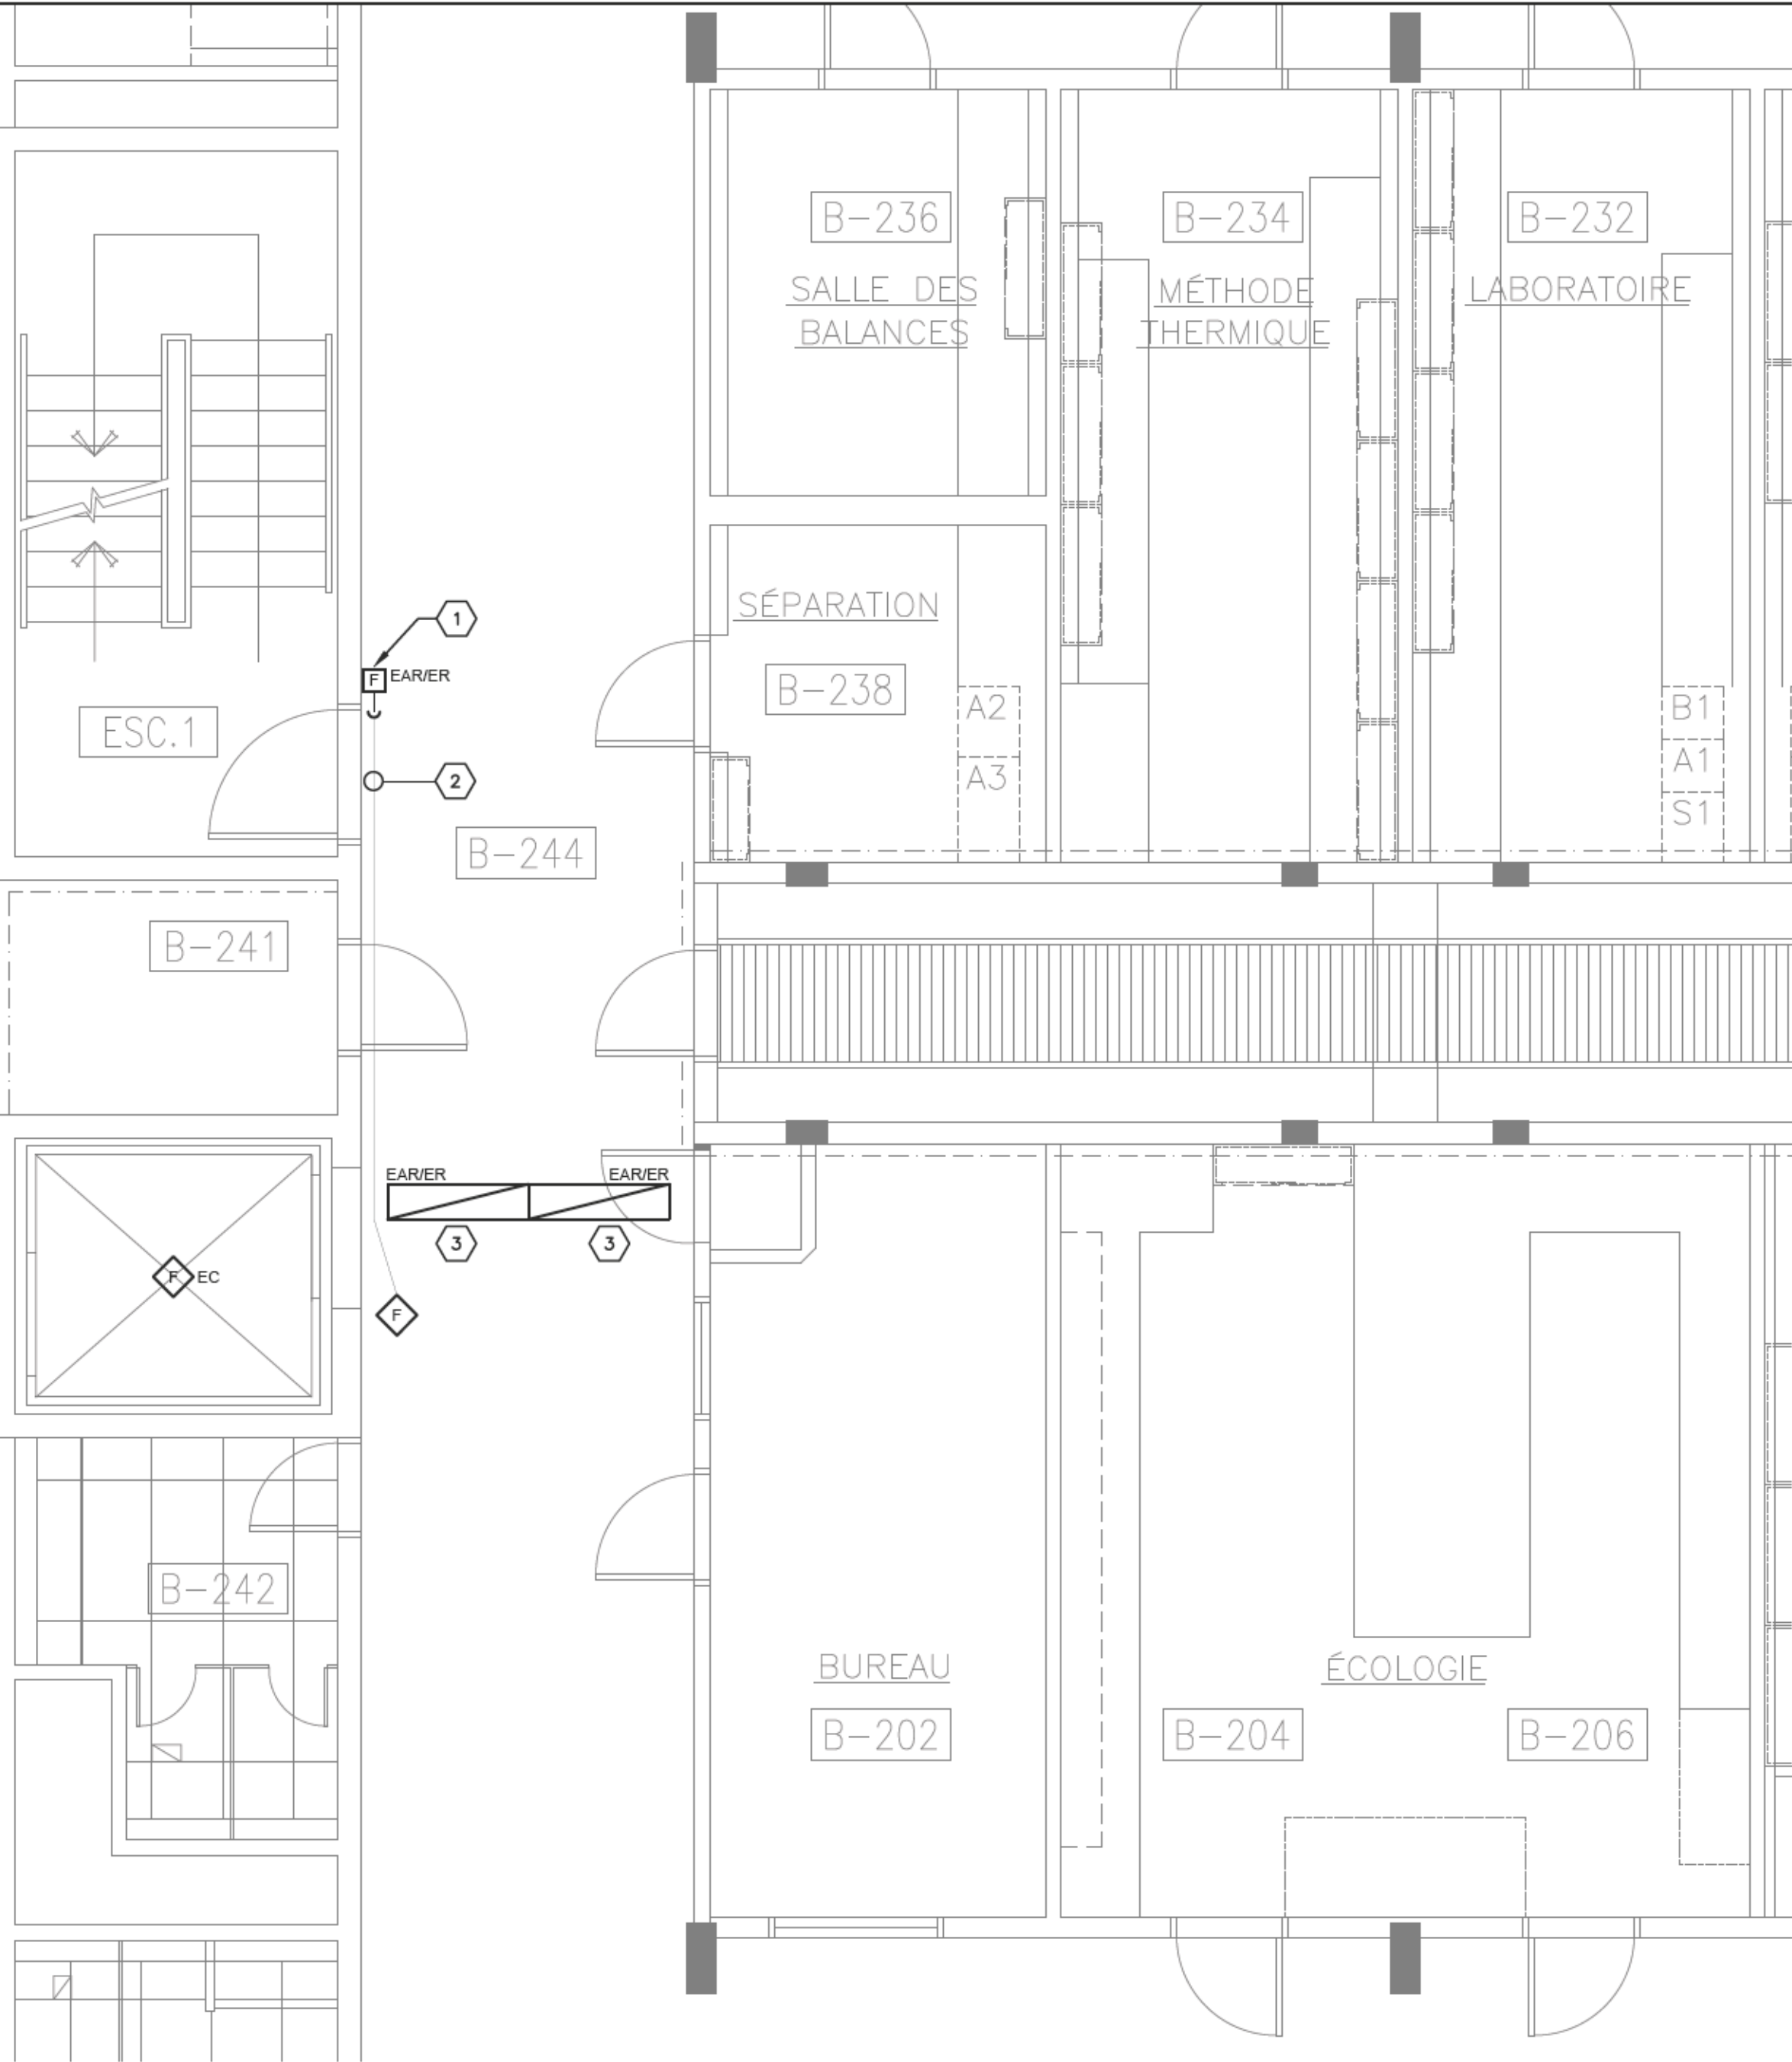 B-236
B-234
B-232
SALLE DES
BALANCES
MÉTHODE
THERMIQUE
LABORATOIRE
SÉPARATION
1
F EAR/ER
B-238
A2
A3
B1
A1
S1
ESC.1
2
B-244
B-241
EAR/ER
EAR/ER
3
3
F EC
F
B-242
BUREAU
ÉCOLOGIE
B-202
B-204
B-206